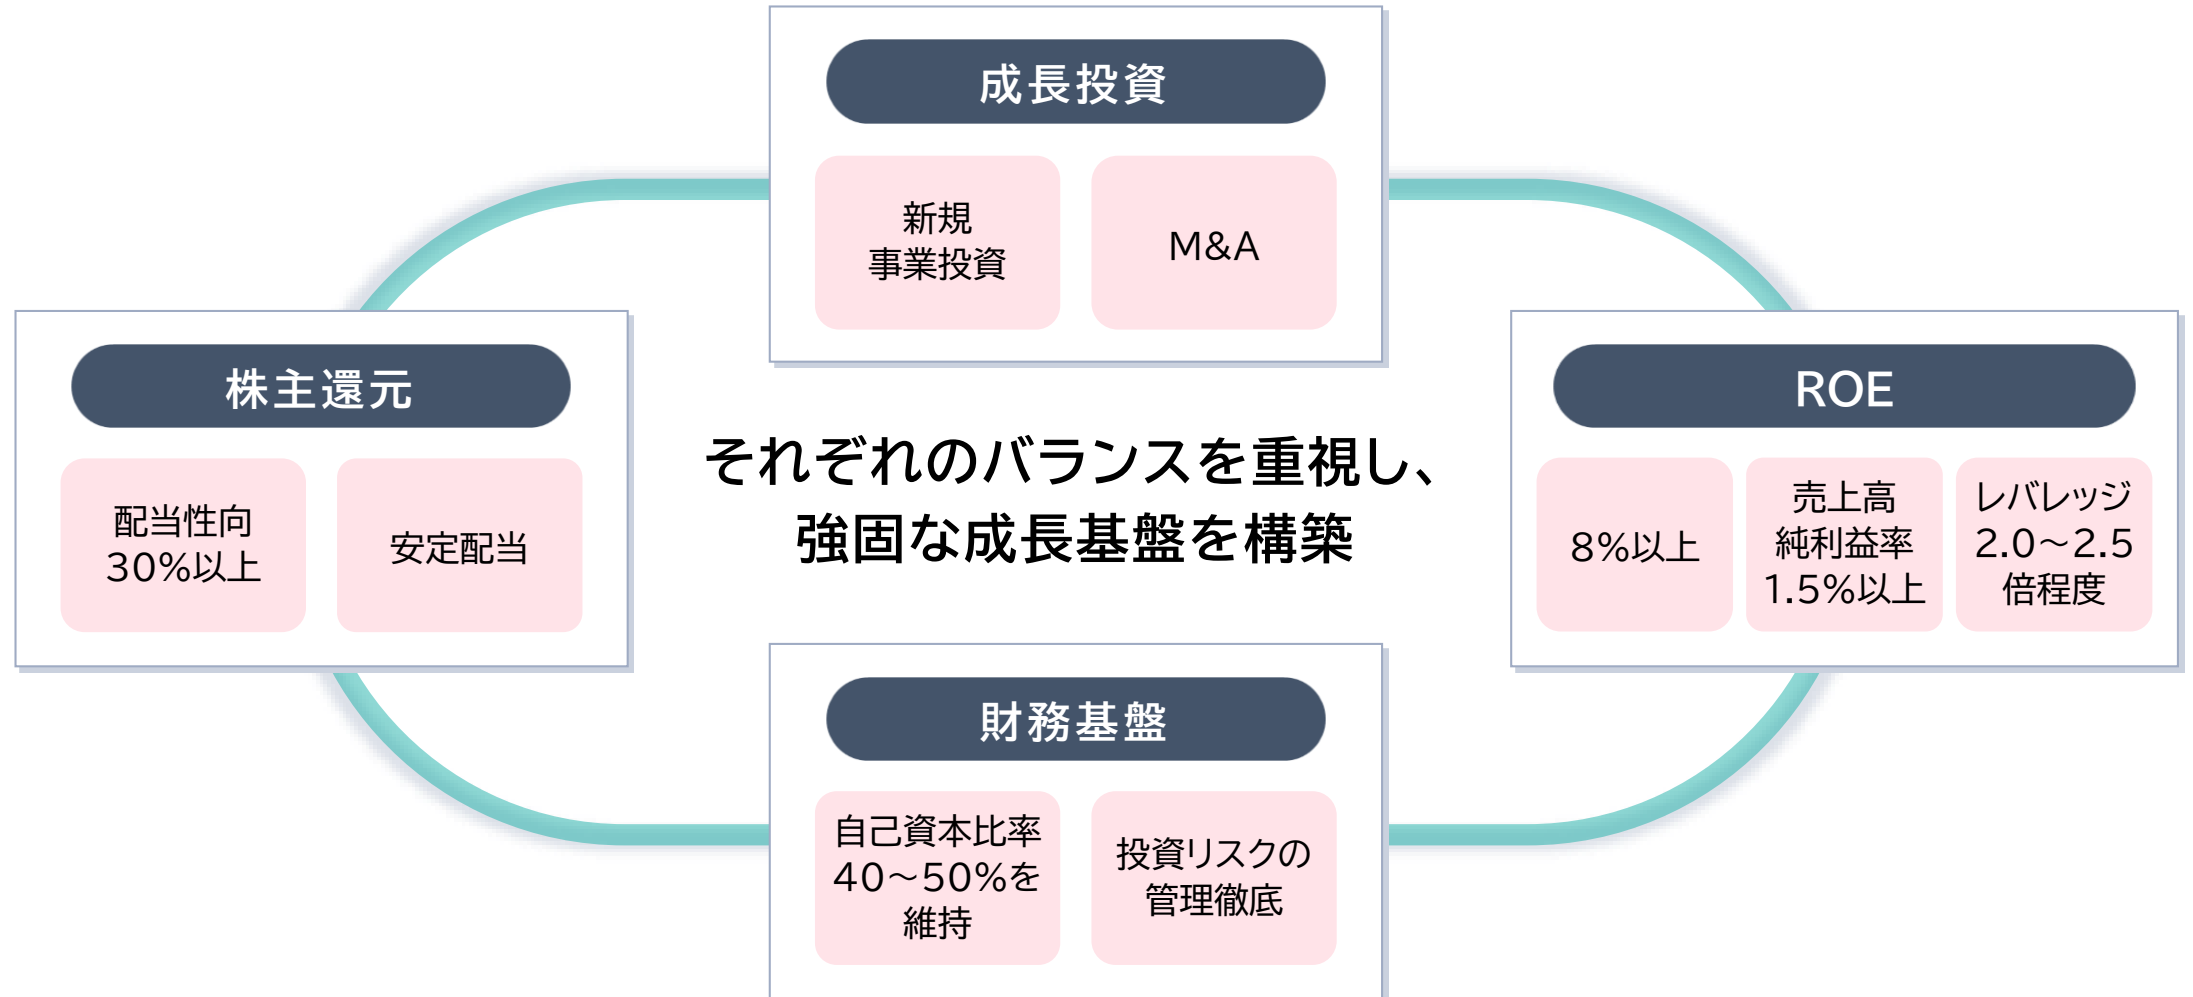 成長投資
新規
事業投資
M&A
株主還元
配当性向
30%以上
安定配当
それぞれのバランスを重視し、
強固な成長基盤を構築
ROE
8%以上
売上高
純利益率
1.5%以上
レバレッジ
2.0～2.5
倍程度
財務基盤
自己資本比率
40～50%を
維持
投資リスクの
管理徹底